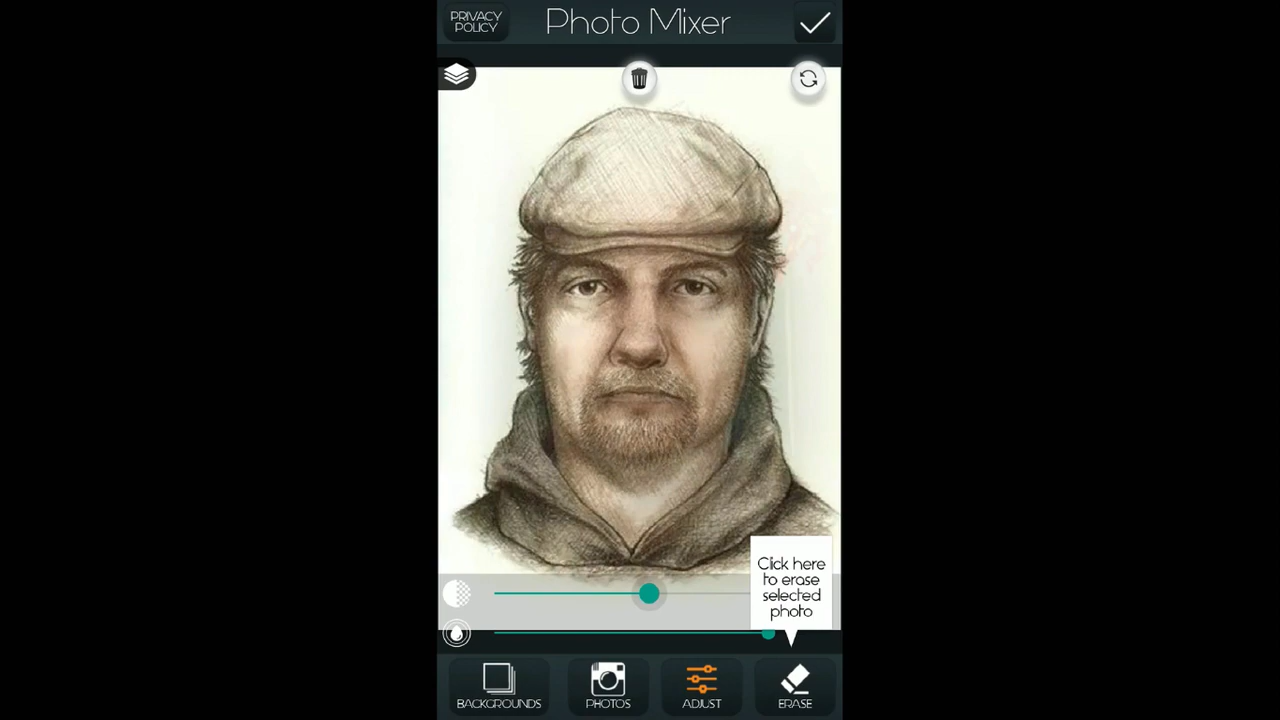 PRIVACY
POLICY
Photo Mixer
Click here
to erase
selected
photo
BACKGROUNDS
PHOTOS
ADJUST
ERASE